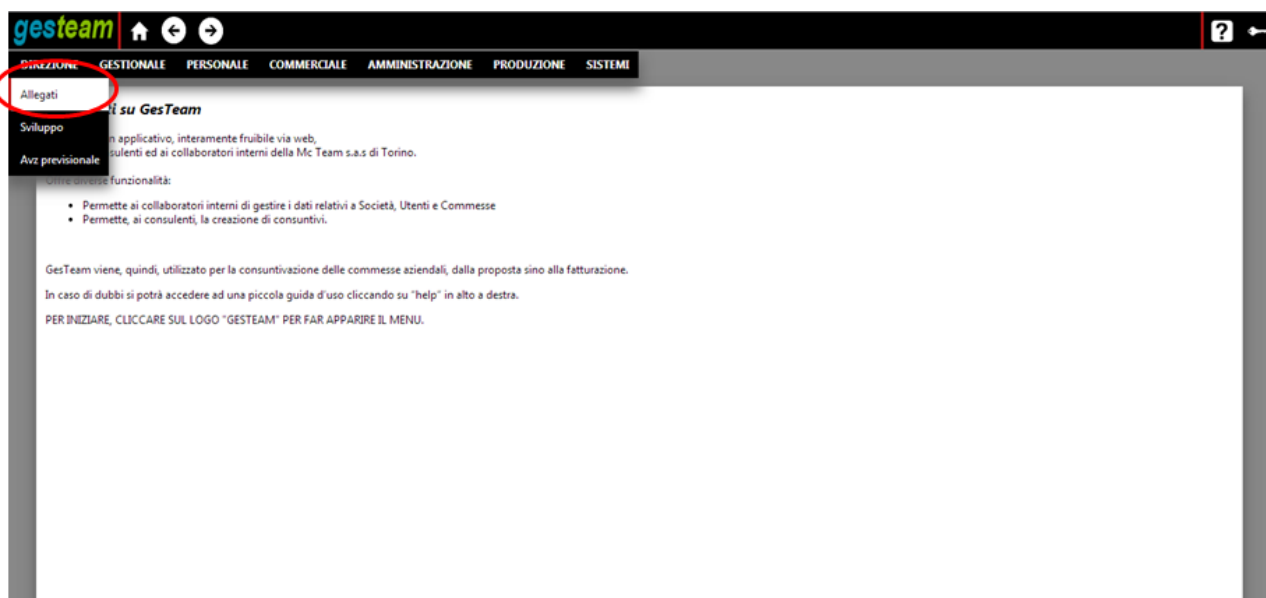 gesteam
?
DIREZIONE GESTIONALE PERSONALE COMMERCIALE AMMINISTRAZIONE PRODUZIONE SISTEMI
Allegati
Sviluppo
Avz previsionale
ti su GesTeam
n applicativo, interamente fruibile via web,
sulenti ed ai collaboratori interni della Mc Team s.a.s di Torino.
Offre diverse funzionalità:
• Permette ai collaboratori interni di gestire i dati relativi a Società, Utenti e Commesse
• Permette, ai consulenti, la creazione di consuntivi.
GesTeam viene, quindi, utilizzato per la consuntivazione delle commesse aziendali, dalla proposta sino alla fatturazione.
In caso di dubbi si potrà accedere ad una piccola guida d'uso cliccando su "help" in alto a destra.
PER INIZIARE, CLICCARE SUL LOGO "GESTEAM" PER FAR APPARIRE IL MENU.